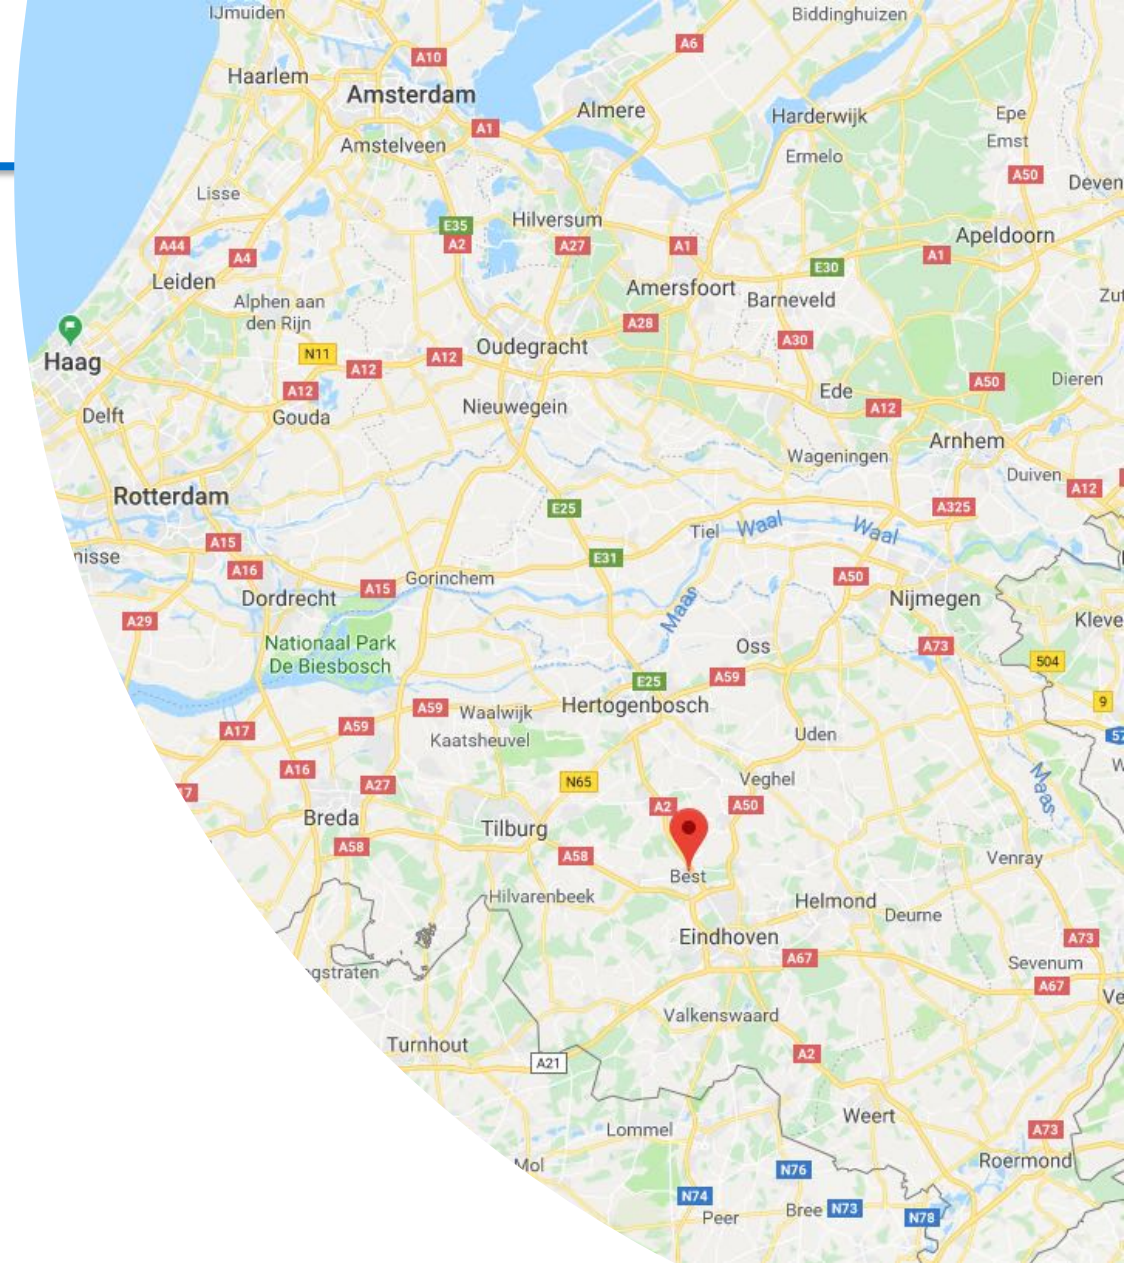 IJmuiden
Biddinghuizen
A6
A10
Haarlem
Amsterdam
Almere
Harderwijk
Epe
A1
Emst
Amstelveen
Ermelo
A50
Deven
Lisse
E35
Hilversum
A44
A4
A2
A27
A1
Apeldoorn
A1
E30
Leiden
Amersfoort
Barneveld
Zut
Alphen aan
den Rijn
A28
A30
Haag
N11
A12
A12
Oudegracht
A12
Ede
A50
Dieren
Delft
Gouda
Nieuwegein
A12
Arnhem
Wageningen
Duiven
A12
Rotterdam
E25
A325
Tiel
Waal
Waal
nisse
A15
E31
A16
A15
Gorinchem
A50
Dordrecht
Nijmegen
A29
Maas
Kleve
Nationaal Park
De Biesbosch
Oss
A73
504
E25
A59
9
A59
Waalwijk
Hertogenbosch
A17
A59
Kaatsheuvel
Uden
57
A16
A27
N65
Veghel
W
Maas
7
A2
A50
Breda
Tilburg
A58
A58
Venray
Best
Hilvarenbeek
Helmond
Deurne
Eindhoven
A73
A67
Sevenum
gstraten
A67
Ve
Valkenswaard
Turnhout
A21
A2
Weert
Lommel
A73
Mol
N76
Roermond
N74
Peer
Bree
N73
N78